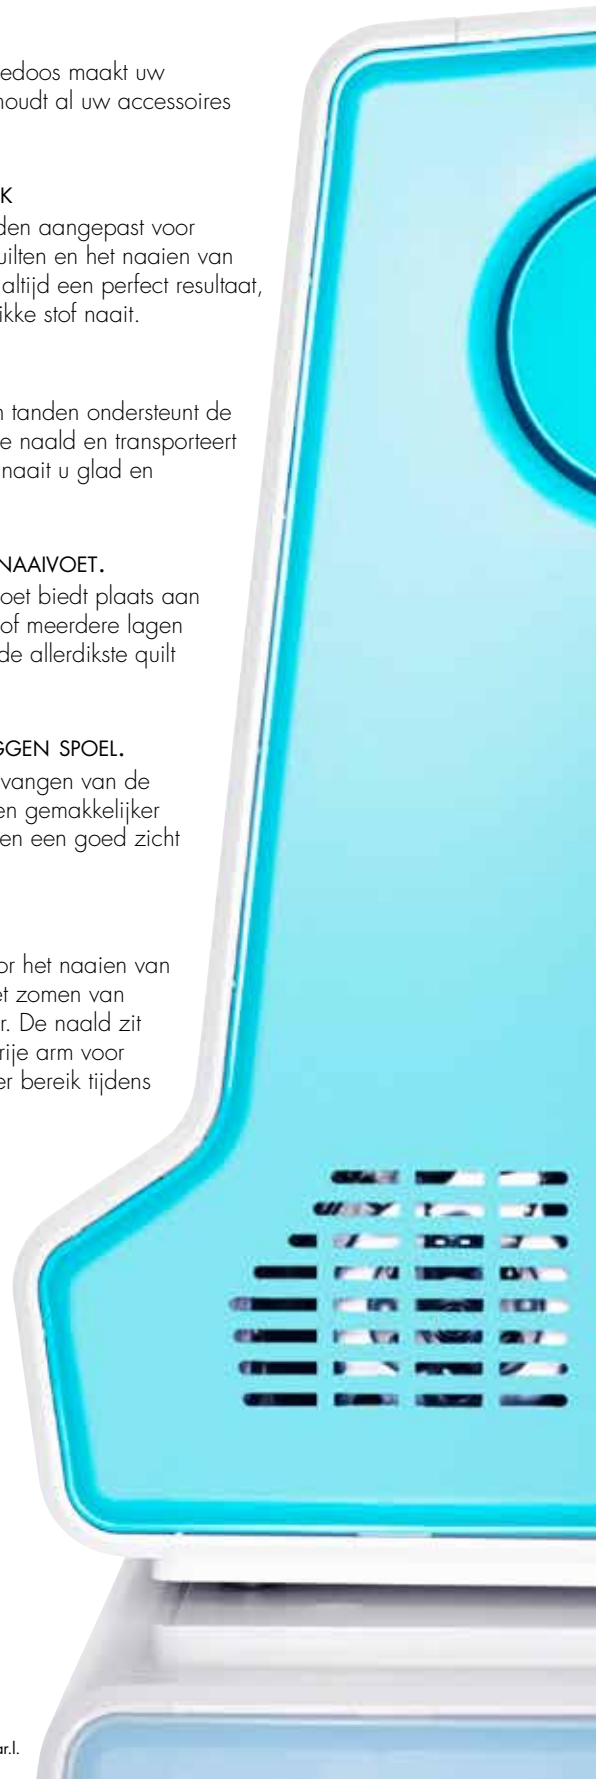 edoos maakt uw
houdt al uw accessoires
K
den aangepast voor
uilten en het naaien van
altijd een perfect resultaat,
ikke stof naait.
n tanden ondersteunt de
e naald en transporteert
naait u glad en
NAAIVOET.
oet biedt plaats aan
of meerdere lagen
de allerdikste quilt
GGEN SPOEL.
vangen van de
en gemakkelijker
en een goed zicht
or het naaien van
et zomen van
r. De naald zit
rije arm voor
er bereik tijdens
ar.l.